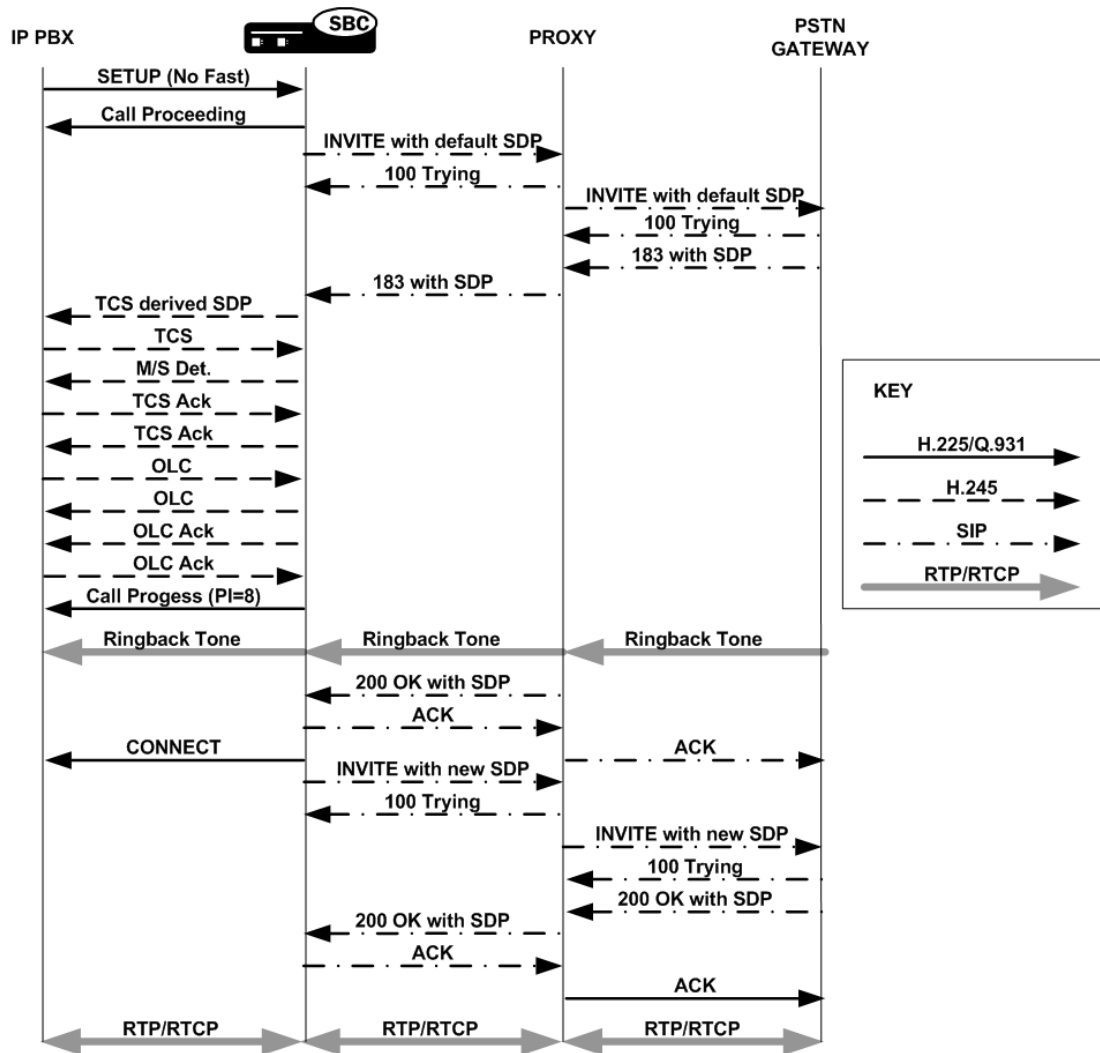 IP PBX
SBC
PROXY
PSTN
GATEWAY
SETUP (No Fast)
Call Proceeding
INVITE with default SDP
100 Trying
INVITE with default SDP
100 Trying
183 with SDP
183 with SDP
TCS derived SDP
TCS
M/S Det.
TCS Ack
TCS Ack
OLC
OLC
OLC Ack
OLC Ack
Call Progess (PI=8)
Ringback Tone
Ringback Tone
Ringback Tone
200 OK with SDP
ACK
CONNECT
ACK
INVITE with new SDP
100 Trying
INVITE with new SDP
100 Trying
200 OK with SDP
200 OK with SDP
ACK
ACK
RTP/RTCP
RTP/RTCP
RTP/RTCP
KEY
H.225/Q.931
H.245
SIP
RTP/RTCP